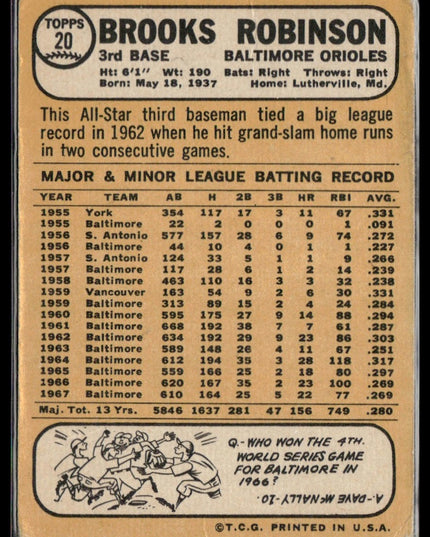 TOPPS
20
BROOKS ROBINSON
3rd BASE BALTIMORE ORIOLES
Ht: 6'1" Wt: 190 Bats: Right Throws: Right
Born: May 18, 1937 Home: Lutherville, Md.
This All-Star third baseman tied a big league
record in 1962 when he hit grand-slam home runs
in two consecutive games.
MAJOR & MINOR LEAGUE BATTING RECORD
YEAR TEAM AB H 2B 3B HR RBI AVG.
1955 York 354 117 17 3 11 67 .331
1955 Baltimore 22 2 0 0 0 1 .091
1956 S. Antonio 577 157 28 6 9 74 .272
1956 Baltimore 44 10 4 0 1 1 .227
1957 S. Antonio 124 33 5 1 1 9 .266
1957 Baltimore 117 28 6 1 2 14 .239
1958 Baltimore 463 110 16 3 3 32 .238
1959 Vancouver 163 54 9 2 6 30 .331
1959 Baltimore 313 89 15 2 4 24 .284
1960 Baltimore 595 175 27 9 14 88 .294
1961 Baltimore 668 192 38 7 7 61 .287
1962 Baltimore 634 192 29 9 23 86 .303
1963 Baltimore 589 148 26 4 11 67 .251
1964 Baltimore 612 194 35 3 28 118 .317
1965 Baltimore 559 166 25 2 18 80 .297
1966 Baltimore 620 167 35 2 23 100 .269
1967 Baltimore 610 164 25 5 22 77 .269
Maj. Tot. 13 Yrs. 5846 1637 281 47 156 749 .280
Q.-WHO WON THE 4TH.
WORLD SERIES GAME
FOR BALTIMORE IN
1966?
A.-DAVE McNALLY-1-0.
©T.C.G. PRINTED IN U.S.A.